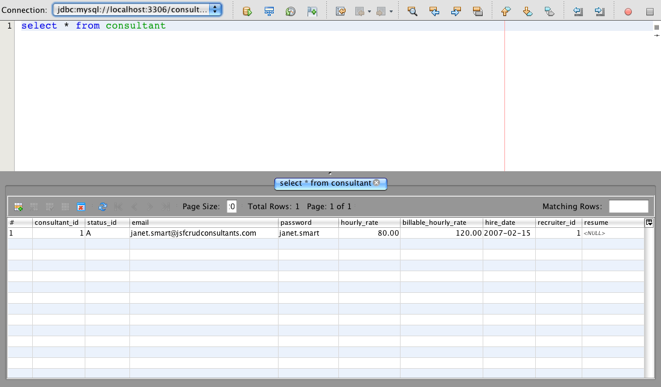 Connection: jdbc:mysql://localhost:3306/consult...
1 select * from consultant
select * from consultant
Page Size: Total Rows: 1 Page: 1 of 1 Matching Rows:
# consultant_id status_id email password hourly_rate billable_hourly_rate hire_date recruiter_id resume
1 1 A janet.smart@jsfcrudconsultants.com janet.smart 80.00 120.00 2007-02-15 1 <NULL>